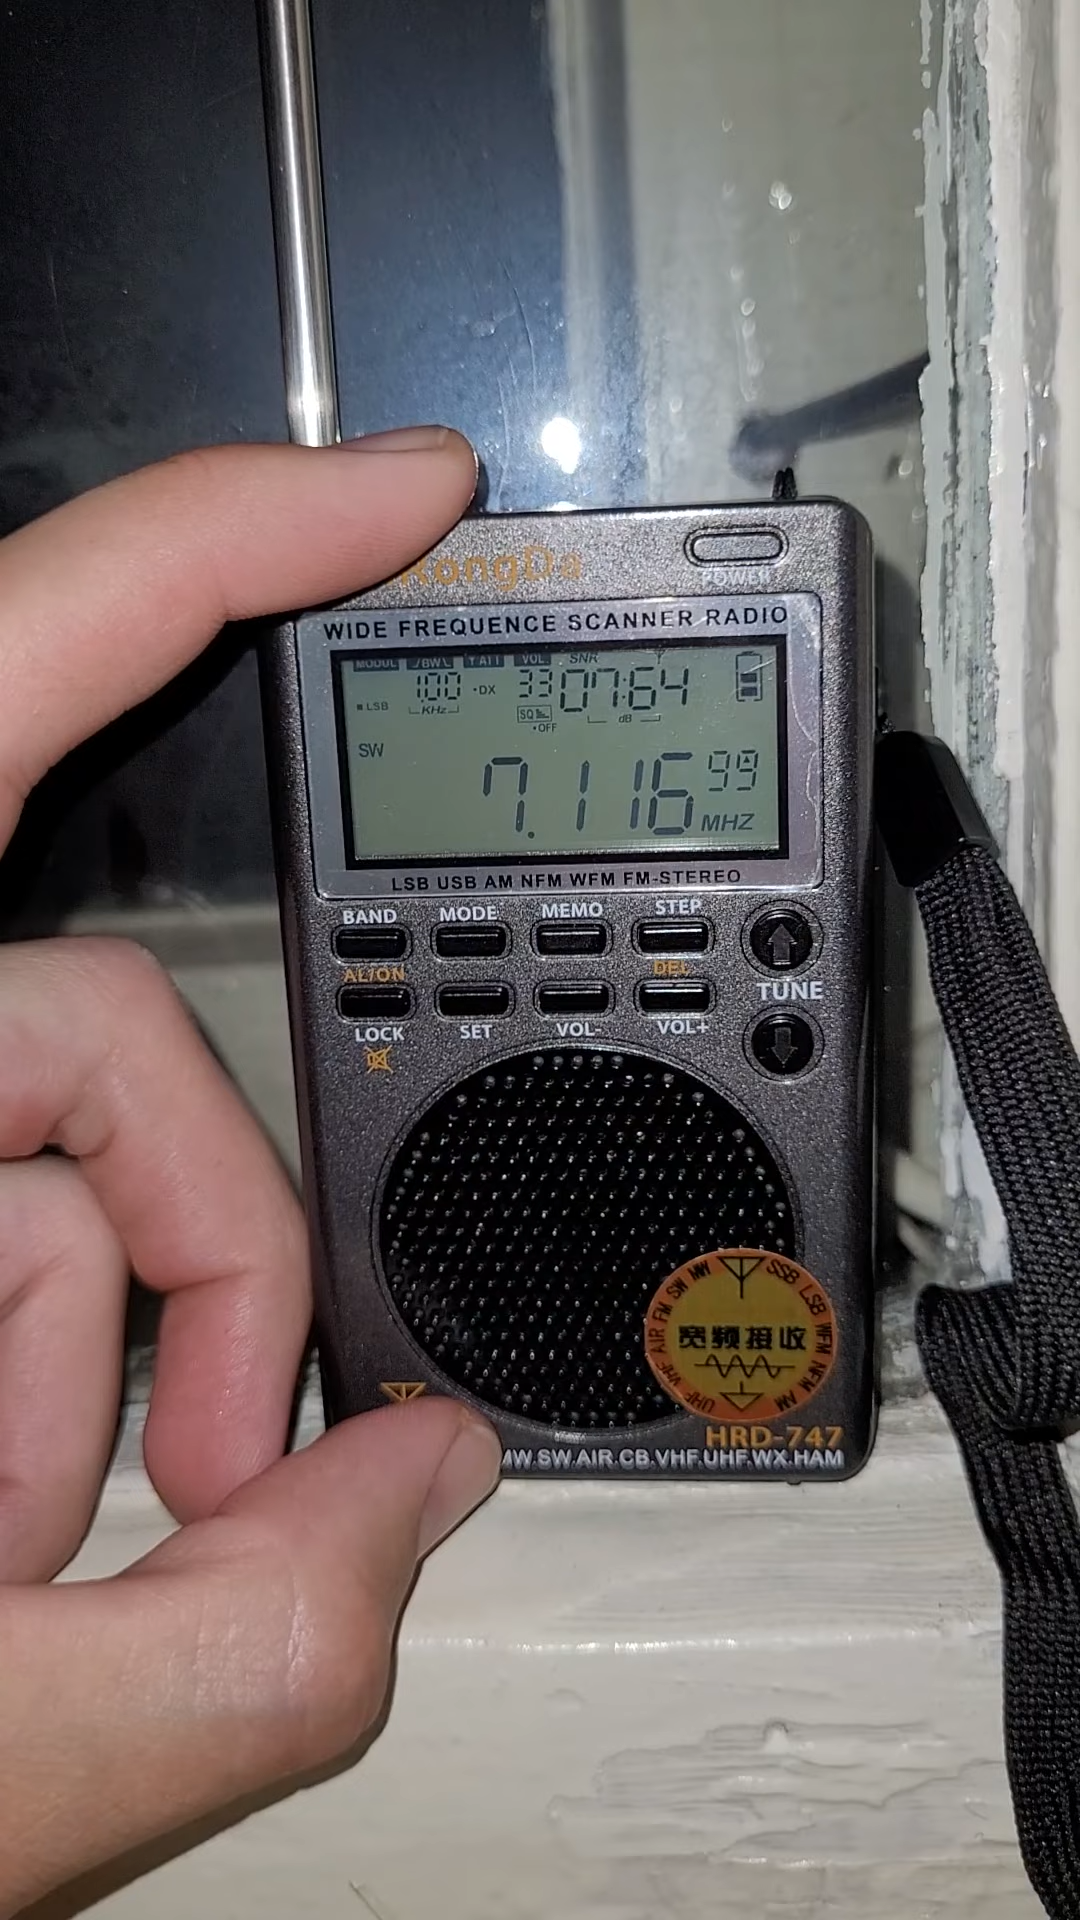 RongDa
POWER
WIDE FREQUENCE SCANNER RADIO
MODUL /BW\ ATT VOL. SNR
LSB 100 KHz DX 33 07:64 dB
SQ OFF
SW
7.116 99 MHZ
LSB USB AM NFM WFM FM-STEREO
BAND MODE MEMO STEP
AL/ON DEL TUNE
LOCK SET VOL- VOL+
UHF VHF AIR FM SW MW SSB LSB WFM NFM AM
宽频接收
HRD-747
MW.SW.AIR.CB.VHF.UHF.WX.HAM